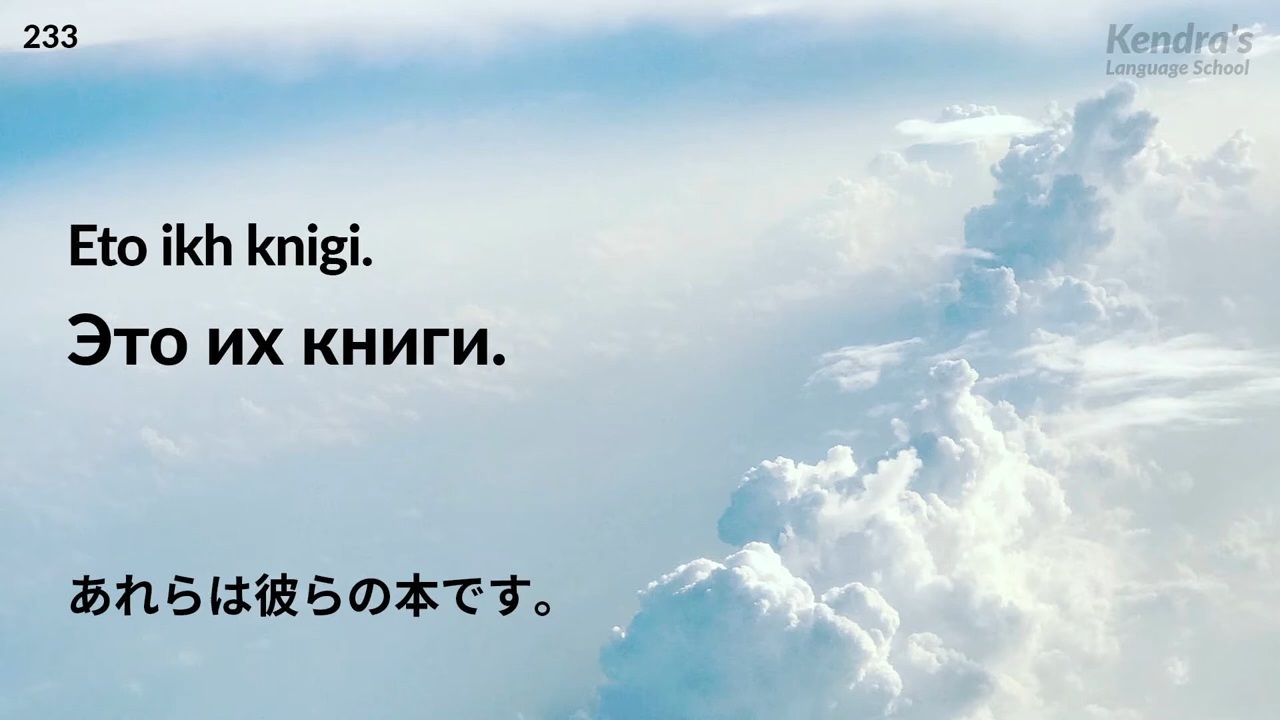 233
Kendra's
Language School
Eto ikh knigi.
Это их книги.
あれらは彼らの本です。